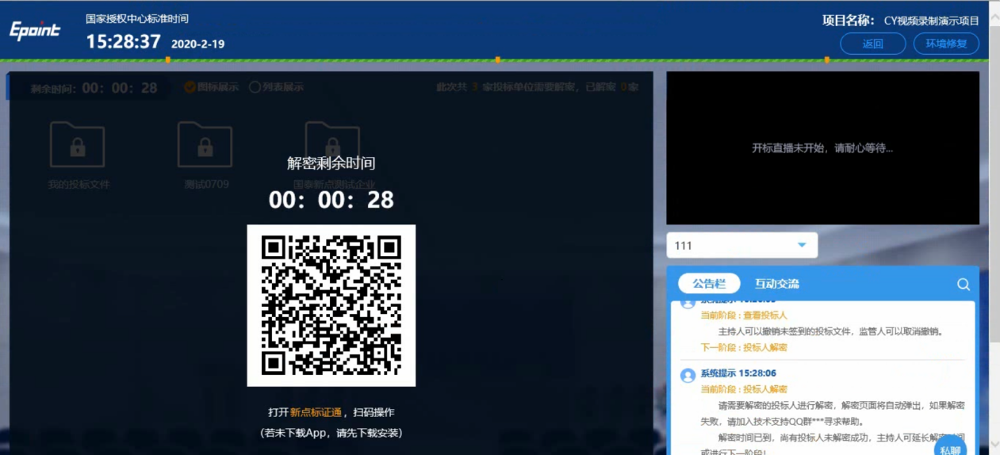 Epoint
国家授权中心标准时间
15:28:37 2020-2-19
项目名称： CY视频录制演示项目
返回 环境修复
剩余时间：00：00：28 图标展示 列表展示 此次共 3 家投标单位需要解密，已解密 0 家
我的投标文件 测试0709 国泰新点测试企业
解密剩余时间
00：00：28
打开新点标证通，扫码操作
（若未下载App，请先下载安装）
开标直播未开始，请耐心等待...
111
公告栏 互动交流
系统提示
当前阶段：查看投标人
主持人可以撤销未签到的投标文件，监管人可以取消撤销。
下一阶段：投标人解密
系统提示 15:28:06
当前阶段：投标人解密
请需要解密的投标人进行解密，解密页面将自动弹出，如果解密
失败，请加入技术支持QQ群***寻求帮助。
解密时间已到，尚有投标人未解密成功，主持人可延长解密时间
或进行下一阶段！
私聊